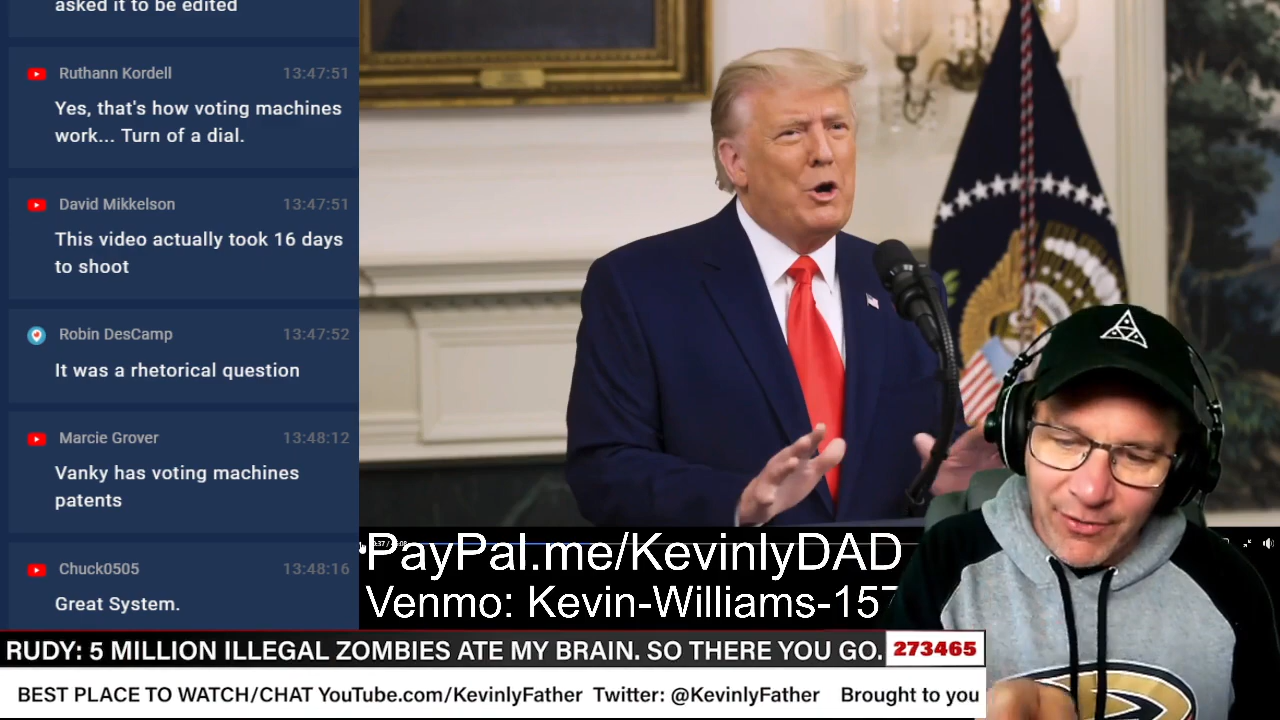 asked it to be edited
Ruthann Kordell 13:47:51
Yes, that's how voting machines
work... Turn of a dial.
David Mikkelson 13:47:51
This video actually took 16 days
to shoot
Robin DesCamp 13:47:52
It was a rhetorical question
Marcie Grover 13:48:12
Vanky has voting machines
patents
Chuck0505 13:48:16
Great System.
PayPal.me/KevinlyDAD
Venmo: Kevin-Williams-157
RUDY: 5 MILLION ILLEGAL ZOMBIES ATE MY BRAIN. SO THERE YOU GO. 273465
BEST PLACE TO WATCH/CHAT YouTube.com/KevinlyFather Twitter: @KevinlyFather Brought to you